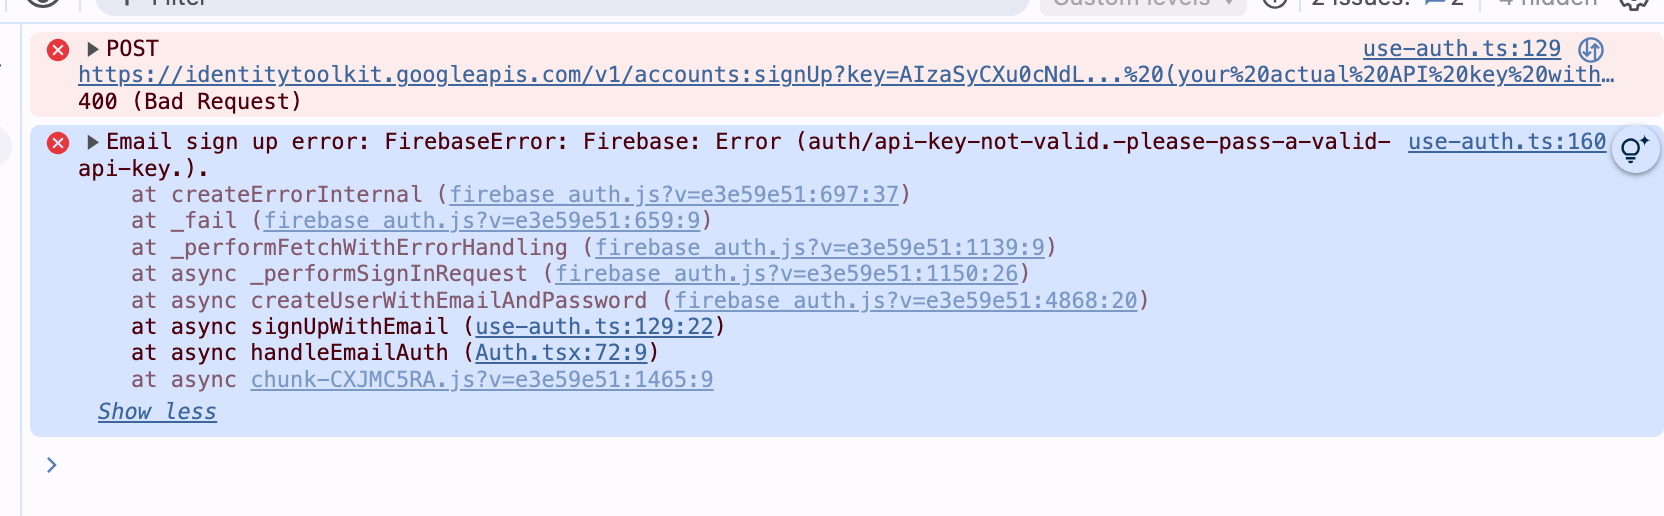 Filter Custom levels 2 Issues: 2 4 hidden
POST use-auth.ts:129
https://identitytoolkit.googleapis.com/v1/accounts:signUp?key=AIzaSyCXu0cNdL...%20(your%20actual%20API%20key%20with…
400 (Bad Request)
Email sign up error: FirebaseError: Firebase: Error (auth/api-key-not-valid.-please-pass-a-valid- use-auth.ts:160
api-key.).
at createErrorInternal (firebase_auth.js?v=e3e59e51:697:37)
at _fail (firebase_auth.js?v=e3e59e51:659:9)
at _performFetchWithErrorHandling (firebase_auth.js?v=e3e59e51:1139:9)
at async _performSignInRequest (firebase_auth.js?v=e3e59e51:1150:26)
at async createUserWithEmailAndPassword (firebase_auth.js?v=e3e59e51:4868:20)
at async signUpWithEmail (use-auth.ts:129:22)
at async handleEmailAuth (Auth.tsx:72:9)
at async chunk-CXJMC5RA.js?v=e3e59e51:1465:9
Show less